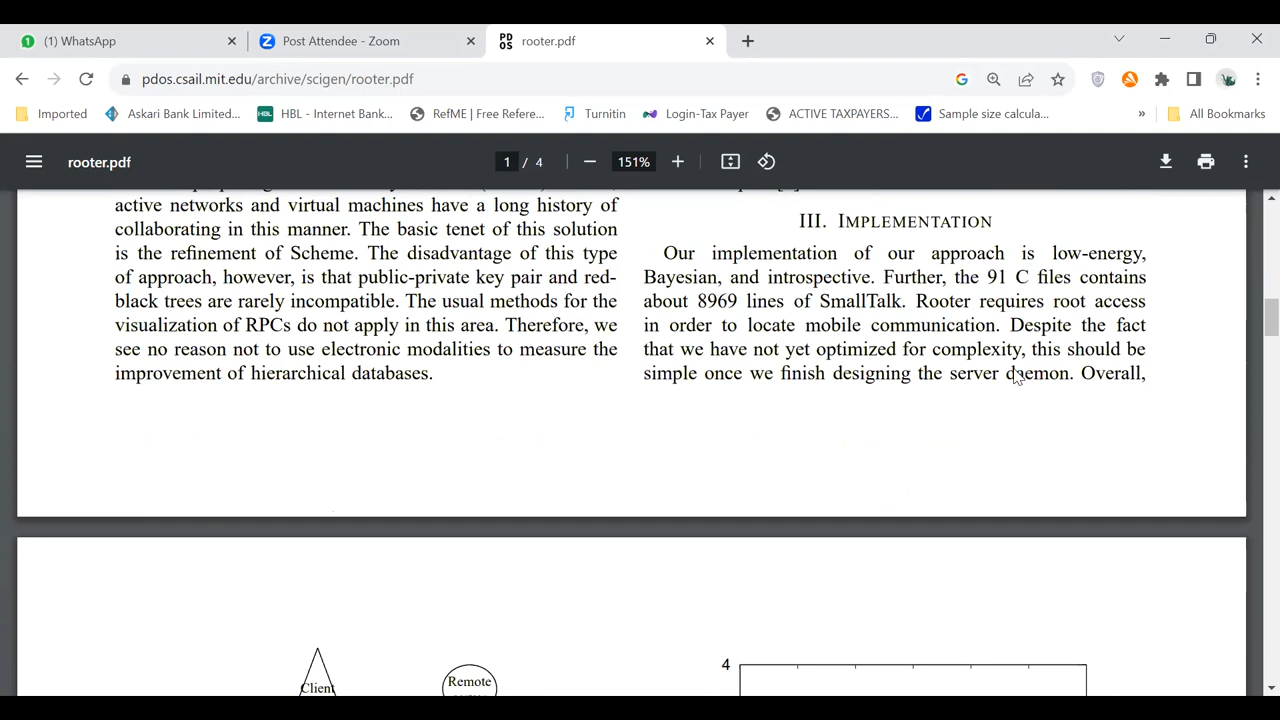 (1) WhatsApp
Post Attendee - Zoom
PD OS rooter.pdf
pdos.csail.mit.edu/archive/scigen/rooter.pdf
Imported
Askari Bank Limited...
HBL HBL - Internet Bank...
RefME | Free Refere...
Turnitin
Login-Tax Payer
ACTIVE TAXPAYERS...
Sample size calcula...
»
All Bookmarks
rooter.pdf
1 / 4
151%
active networks and virtual machines have a long history of
collaborating in this manner. The basic tenet of this solution
is the refinement of Scheme. The disadvantage of this type
of approach, however, is that public-private key pair and red-
black trees are rarely incompatible. The usual methods for the
visualization of RPCs do not apply in this area. Therefore, we
see no reason not to use electronic modalities to measure the
improvement of hierarchical databases.
III. IMPLEMENTATION
Our implementation of our approach is low-energy,
Bayesian, and introspective. Further, the 91 C files contains
about 8969 lines of SmallTalk. Rooter requires root access
in order to locate mobile communication. Despite the fact
that we have not yet optimized for complexity, this should be
simple once we finish designing the server daemon. Overall,
Client
Remote
4